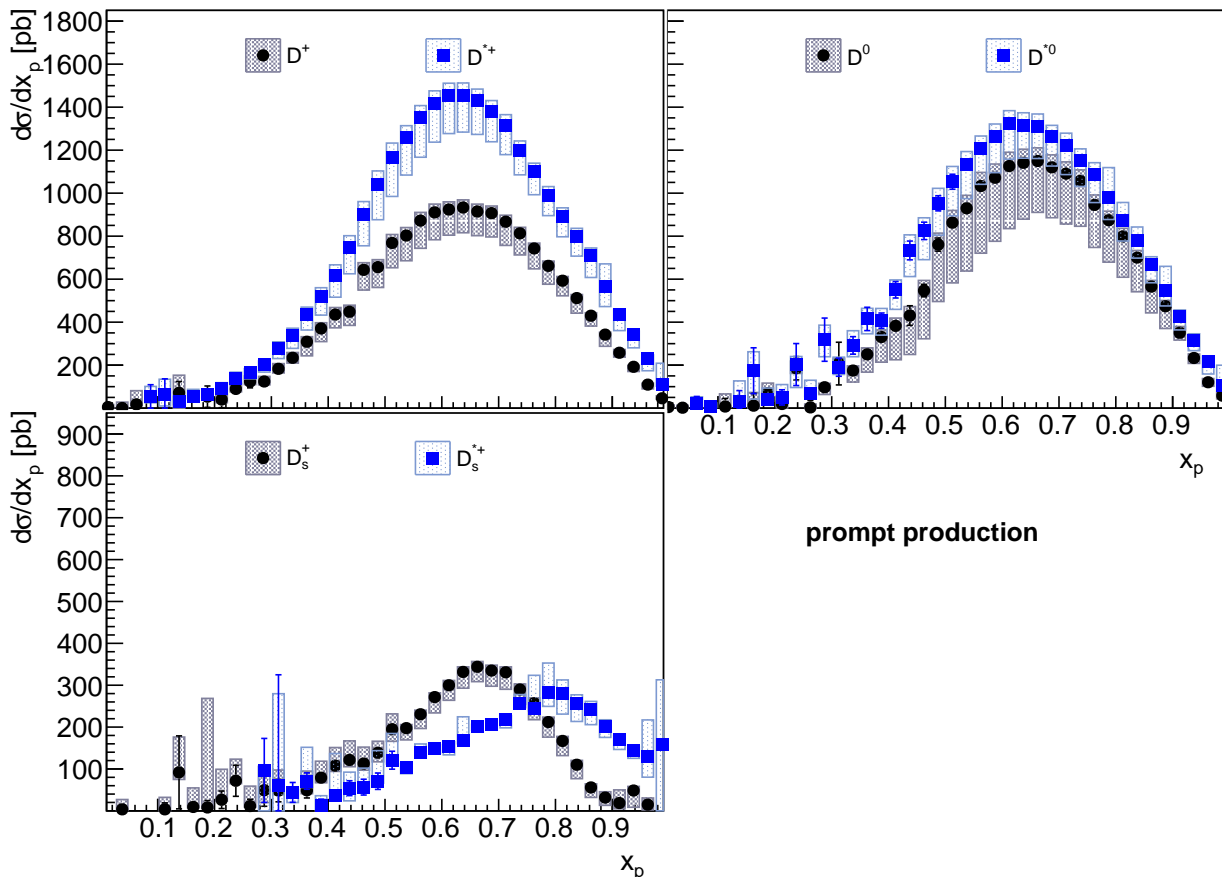 dσ/dx_p [pb]
1800
1600
1400
1200
1000
800
600
400
200
D⁺
D*⁺
D⁰
D*⁰
0.1 0.2 0.3 0.4 0.5 0.6 0.7 0.8 0.9
x_p
dσ/dx_p [pb]
900
800
700
600
500
400
300
200
100
D_s⁺
D_s*⁺
prompt production
0.1 0.2 0.3 0.4 0.5 0.6 0.7 0.8 0.9
x_p